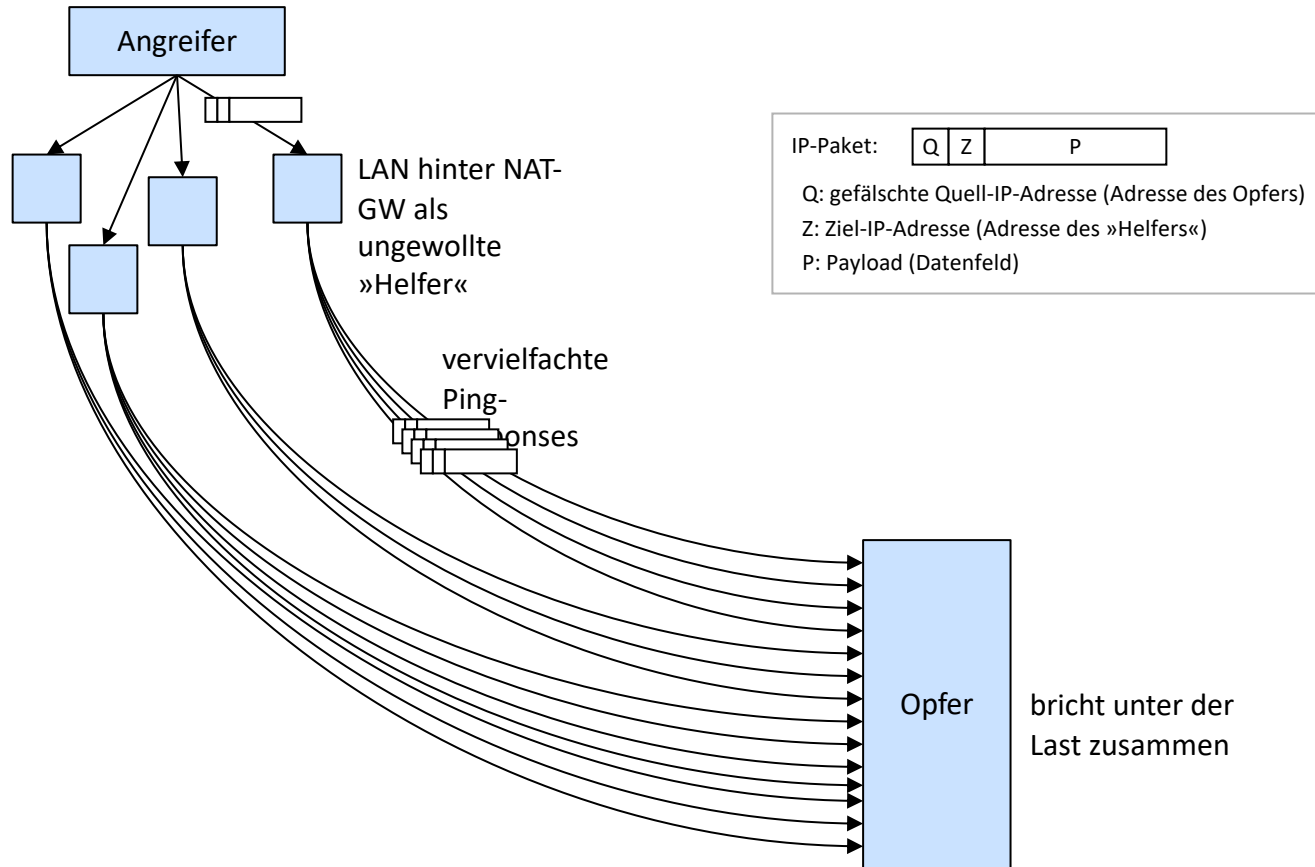 Angreifer
LAN hinter NAT-
GW als
ungewollte
»Helfer«
IP-Paket:
Q Z P
Q: gefälschte Quell-IP-Adresse (Adresse des Opfers)
Z: Ziel-IP-Adresse (Adresse des »Helfers«)
P: Payload (Datenfeld)
vervielfachte
Ping-
Opfer
bricht unter der
Last zusammen